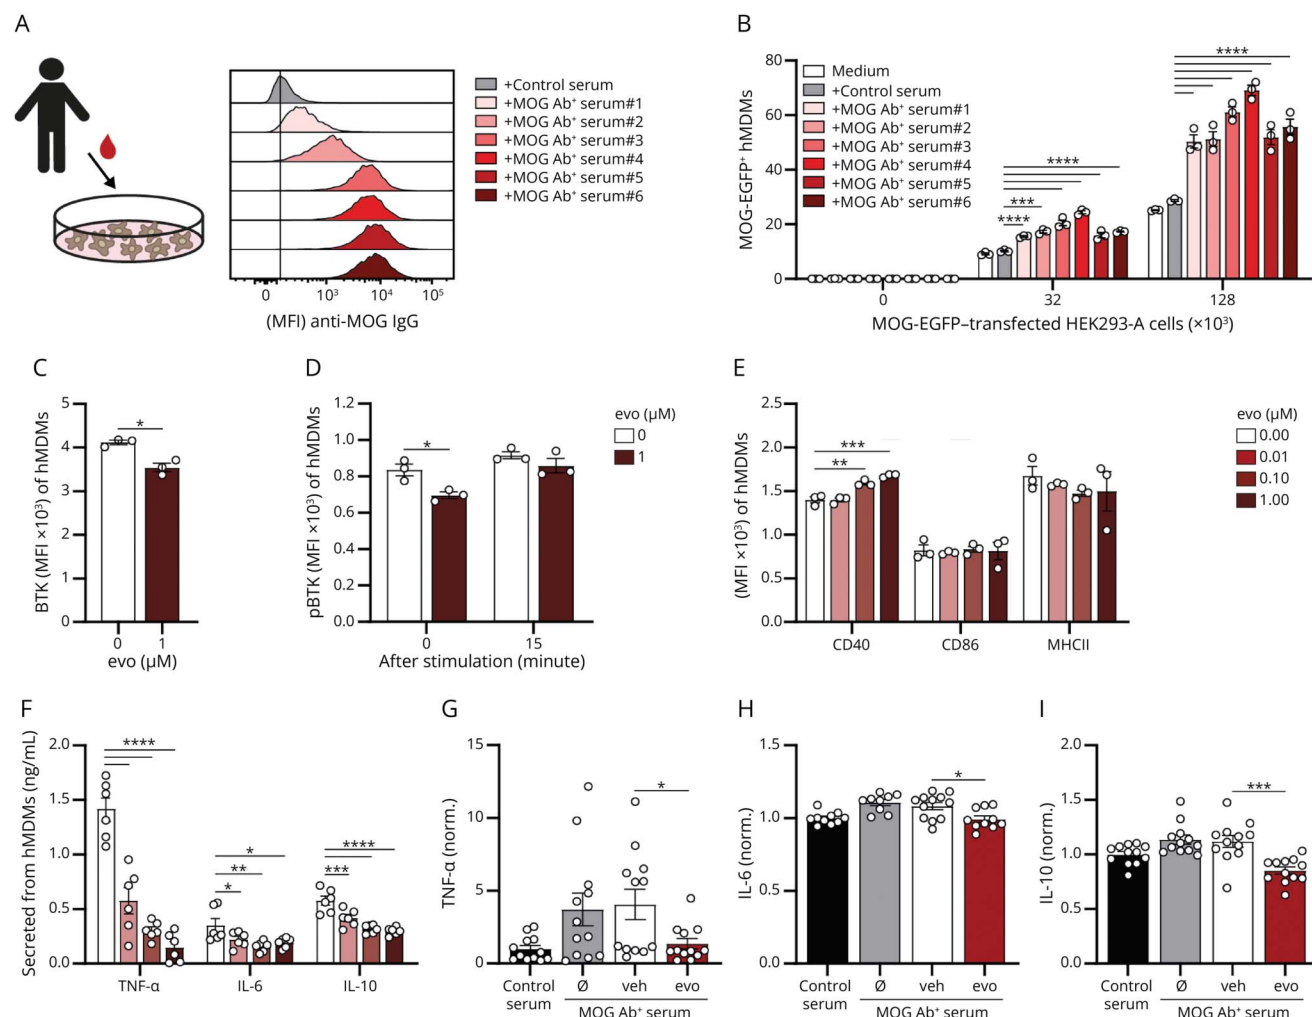 A
+Control serum
+MOG Ab⁺ serum#1
+MOG Ab⁺ serum#2
+MOG Ab⁺ serum#3
+MOG Ab⁺ serum#4
+MOG Ab⁺ serum#5
+MOG Ab⁺ serum#6
0 10³ 10⁴ 10⁵
(MFI) anti-MOG IgG
B
MOG-EGFP⁺ hMDMs
80
60
40
20
0
Medium
+Control serum
+MOG Ab⁺ serum#1
+MOG Ab⁺ serum#2
+MOG Ab⁺ serum#3
+MOG Ab⁺ serum#4
+MOG Ab⁺ serum#5
+MOG Ab⁺ serum#6
****
***
****
****
0 32 128
MOG-EGFP–transfected HEK293-A cells (×10³)
C
BTK (MFI ×10³) of hMDMs
5
4
3
2
1
0
*
0 1
evo (μM)
D
pBTK (MFI ×10³) of hMDMs
1.2
1.0
0.8
0.6
0.4
0.2
0.0
*
0 15
After stimulation (minute)
evo (μM)
0
1
E
(MFI ×10³) of hMDMs
2.5
2.0
1.5
1.0
0.5
0.0
***
**
CD40 CD86 MHCII
evo (μM)
0.00
0.01
0.10
1.00
F
Secreted from hMDMs (ng/mL)
2.0
1.5
1.0
0.5
0.0
****
*
**
*
****
***
TNF-α IL-6 IL-10
G
TNF-α (norm.)
15
10
5
0
*
Control serum
Ø veh evo
MOG Ab⁺ serum
H
IL-6 (norm.)
1.5
1.0
0.5
0.0
*
Control serum
Ø veh evo
MOG Ab⁺ serum
I
IL-10 (norm.)
2.0
1.5
1.0
0.5
0.0
***
Control serum
Ø veh evo
MOG Ab⁺ serum